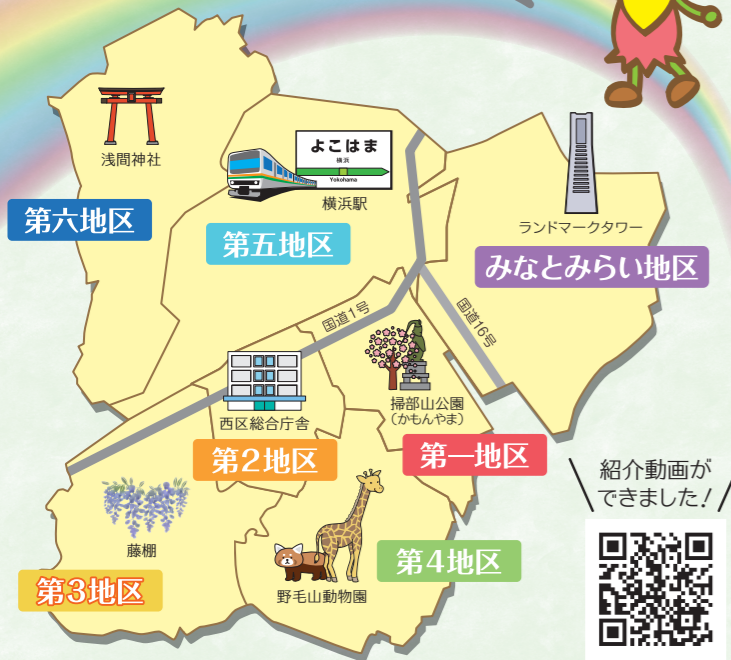 浅間神社
第六地区
よこはま
横浜
Yokohama
横浜駅
第五地区
ランドマークタワー
みなとみらい地区
国道1号
国道16号
西区総合庁舎
第2地区
掃部山公園
（かもんやま）
第一地区
藤棚
第3地区
野毛山動物園
第4地区
紹介動画が
できました！